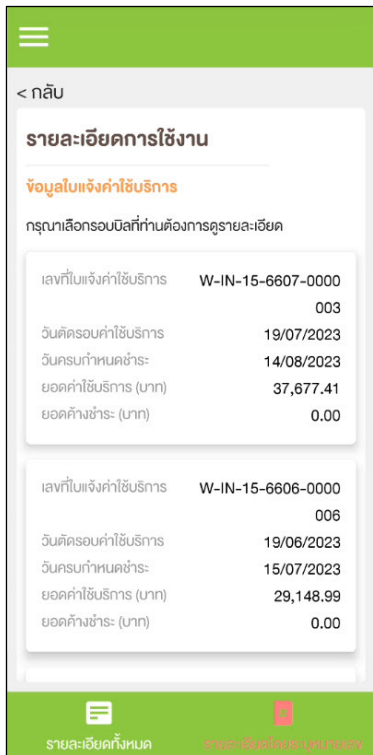 < กลับ
รายละเอียดการใช้งาน
ข้อมูลใบแจ้งค่าใช้บริการ
กรุณาเลือกรอบบิลที่ท่านต้องการดูรายละเอียด
เลขที่ใบแจ้งค่าใช้บริการ W-IN-15-6607-0000
003
วันตัดรอบค่าใช้บริการ 19/07/2023
วันครบกำหนดชำระ 14/08/2023
ยอดค่าใช้บริการ (บาท) 37,677.41
ยอดค้างชำระ (บาท) 0.00
เลขที่ใบแจ้งค่าใช้บริการ W-IN-15-6606-0000
006
วันตัดรอบค่าใช้บริการ 19/06/2023
วันครบกำหนดชำระ 15/07/2023
ยอดค่าใช้บริการ (บาท) 29,148.99
ยอดค้างชำระ (บาท) 0.00
รายละเอียดทั้งหมด